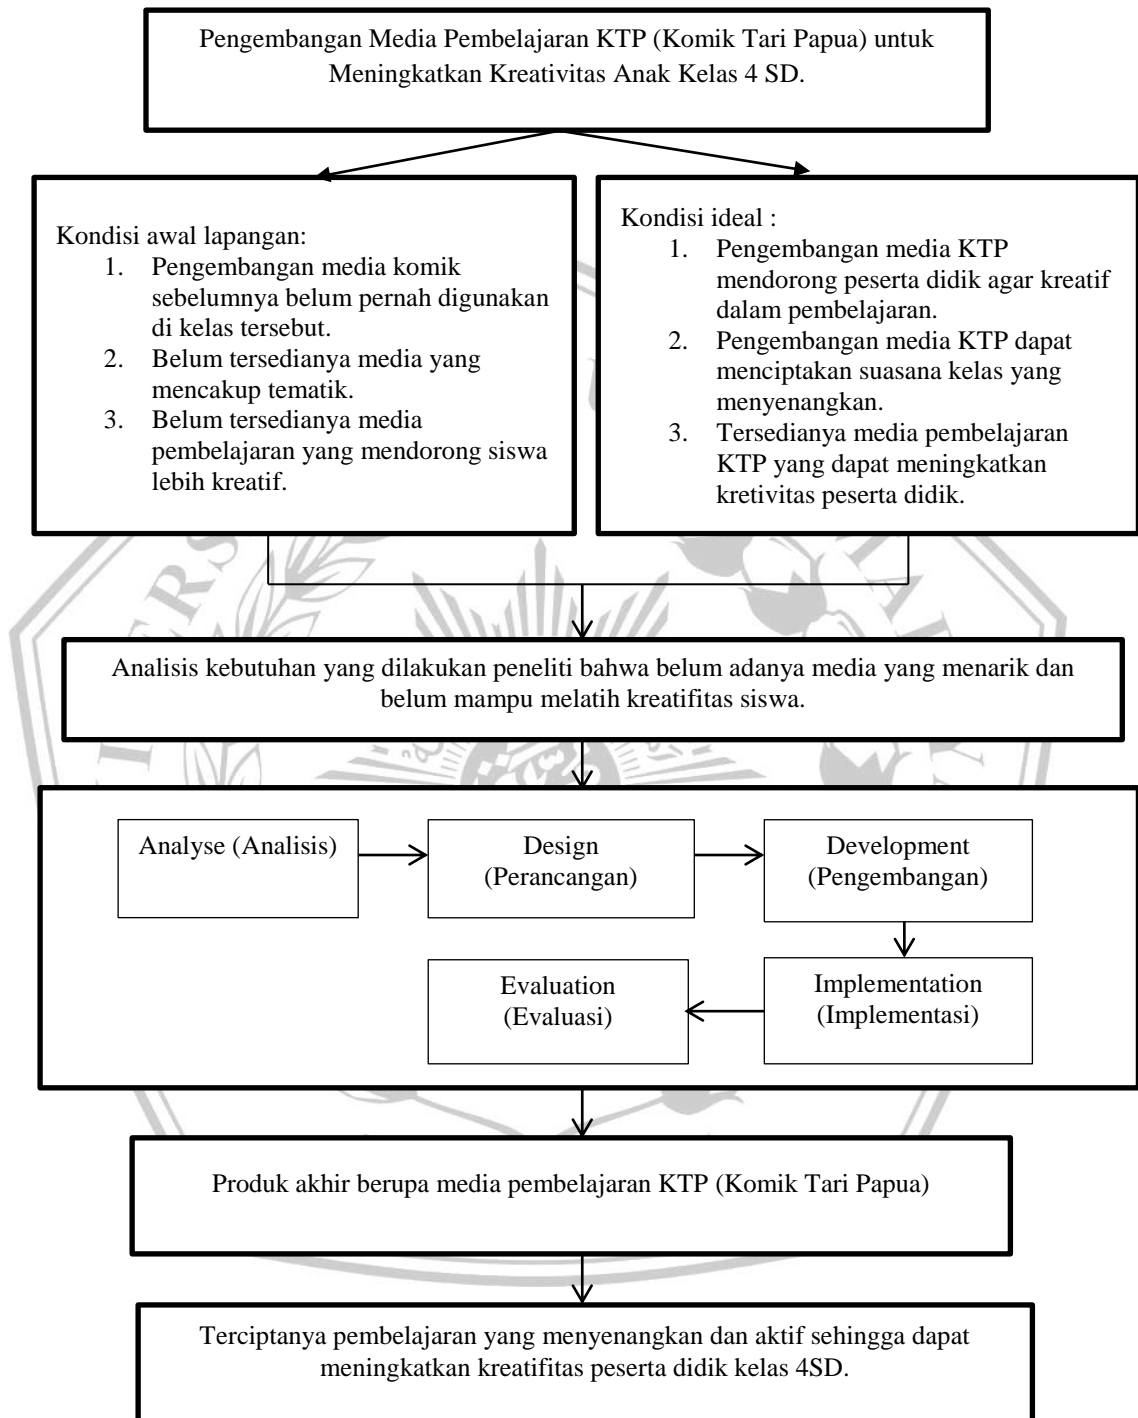 Pengembangan Media Pembelajaran KTP (Komik Tari Papua) untuk
Meningkatkan Kreativitas Anak Kelas 4 SD.
Kondisi awal lapangan:
1. Pengembangan media komik
sebelumnya belum pernah digunakan
di kelas tersebut.
2. Belum tersedianya media yang
mencakup tematik.
3. Belum tersedianya media
pembelajaran yang mendorong siswa
lebih kreatif.
Kondisi ideal :
1. Pengembangan media KTP
mendorong peserta didik agar kreatif
dalam pembelajaran.
2. Pengembangan media KTP dapat
menciptakan suasana kelas yang
menyenangkan.
3. Tersedianya media pembelajaran
KTP yang dapat meningkatkan
kretivitas peserta didik.
Analisis kebutuhan yang dilakukan peneliti bahwa belum adanya media yang menarik dan
belum mampu melatih kreatifitas siswa.
Analyse (Analisis)
Design
(Perancangan)
Development
(Pengembangan)
Implementation
(Implementasi)
Evaluation
(Evaluasi)
Produk akhir berupa media pembelajaran KTP (Komik Tari Papua)
Terciptanya pembelajaran yang menyenangkan dan aktif sehingga dapat
meningkatkan kreatifitas peserta didik kelas 4SD.